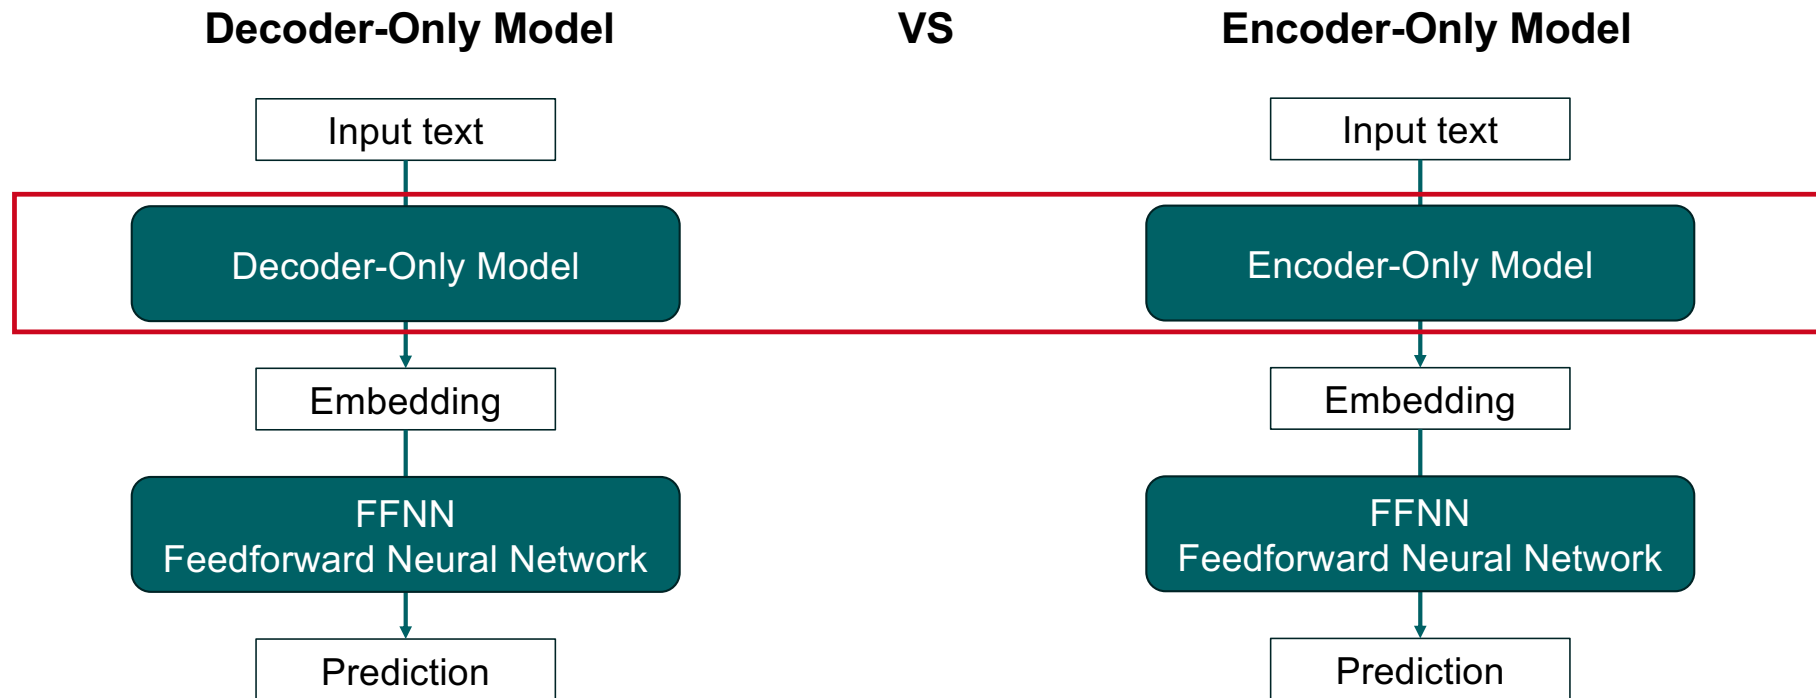 Decoder-Only Model
VS
Encoder-Only Model
Input text
Decoder-Only Model
Embedding
FFNN
Feedforward Neural Network
Prediction
Input text
Encoder-Only Model
Embedding
FFNN
Feedforward Neural Network
Prediction